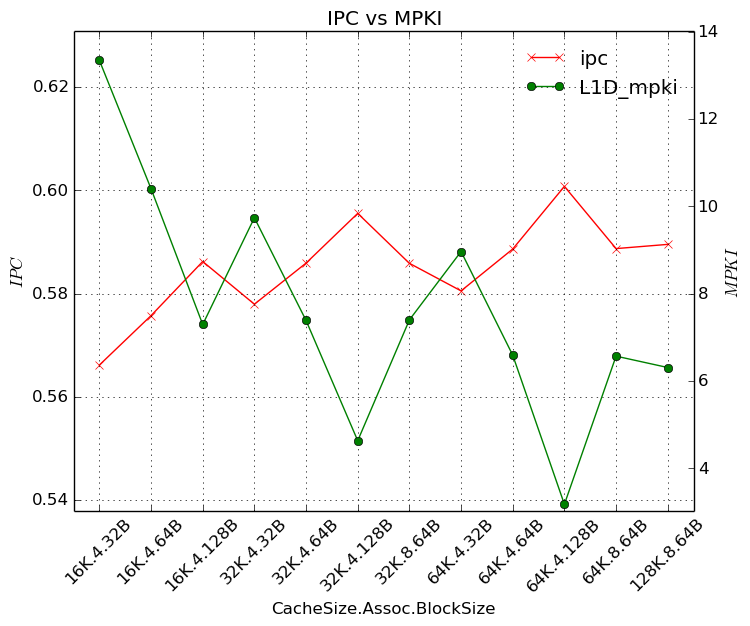 IPC vs MPKI
ipc
L1D_mpki
0.62
0.60
0.58
0.56
0.54
IPC
14
12
10
8
6
4
MPKI
16K.4.32B
16K.4.64B
16K.4.128B
32K.4.32B
32K.4.64B
32K.4.128B
32K.8.64B
64K.4.32B
64K.4.64B
64K.4.128B
64K.8.64B
128K.8.64B
CacheSize.Assoc.BlockSize